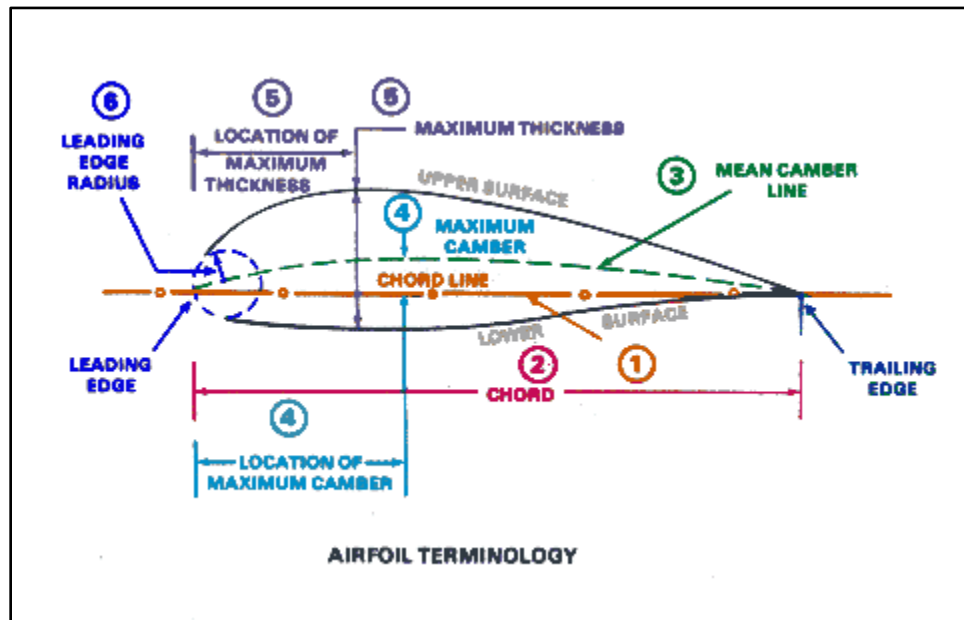 6
5
5
LEADING
EDGE
RADIUS
LOCATION OF
MAXIMUM
THICKNESS
MAXIMUM THICKNESS
UPPER SURFACE
3
MEAN CAMBER
LINE
4
MAXIMUM
CAMBER
CHORD LINE
LOWER SURFACE
LEADING
EDGE
2
CHORD
1
TRAILING
EDGE
4
LOCATION OF
MAXIMUM CAMBER
AIRFOIL TERMINOLOGY